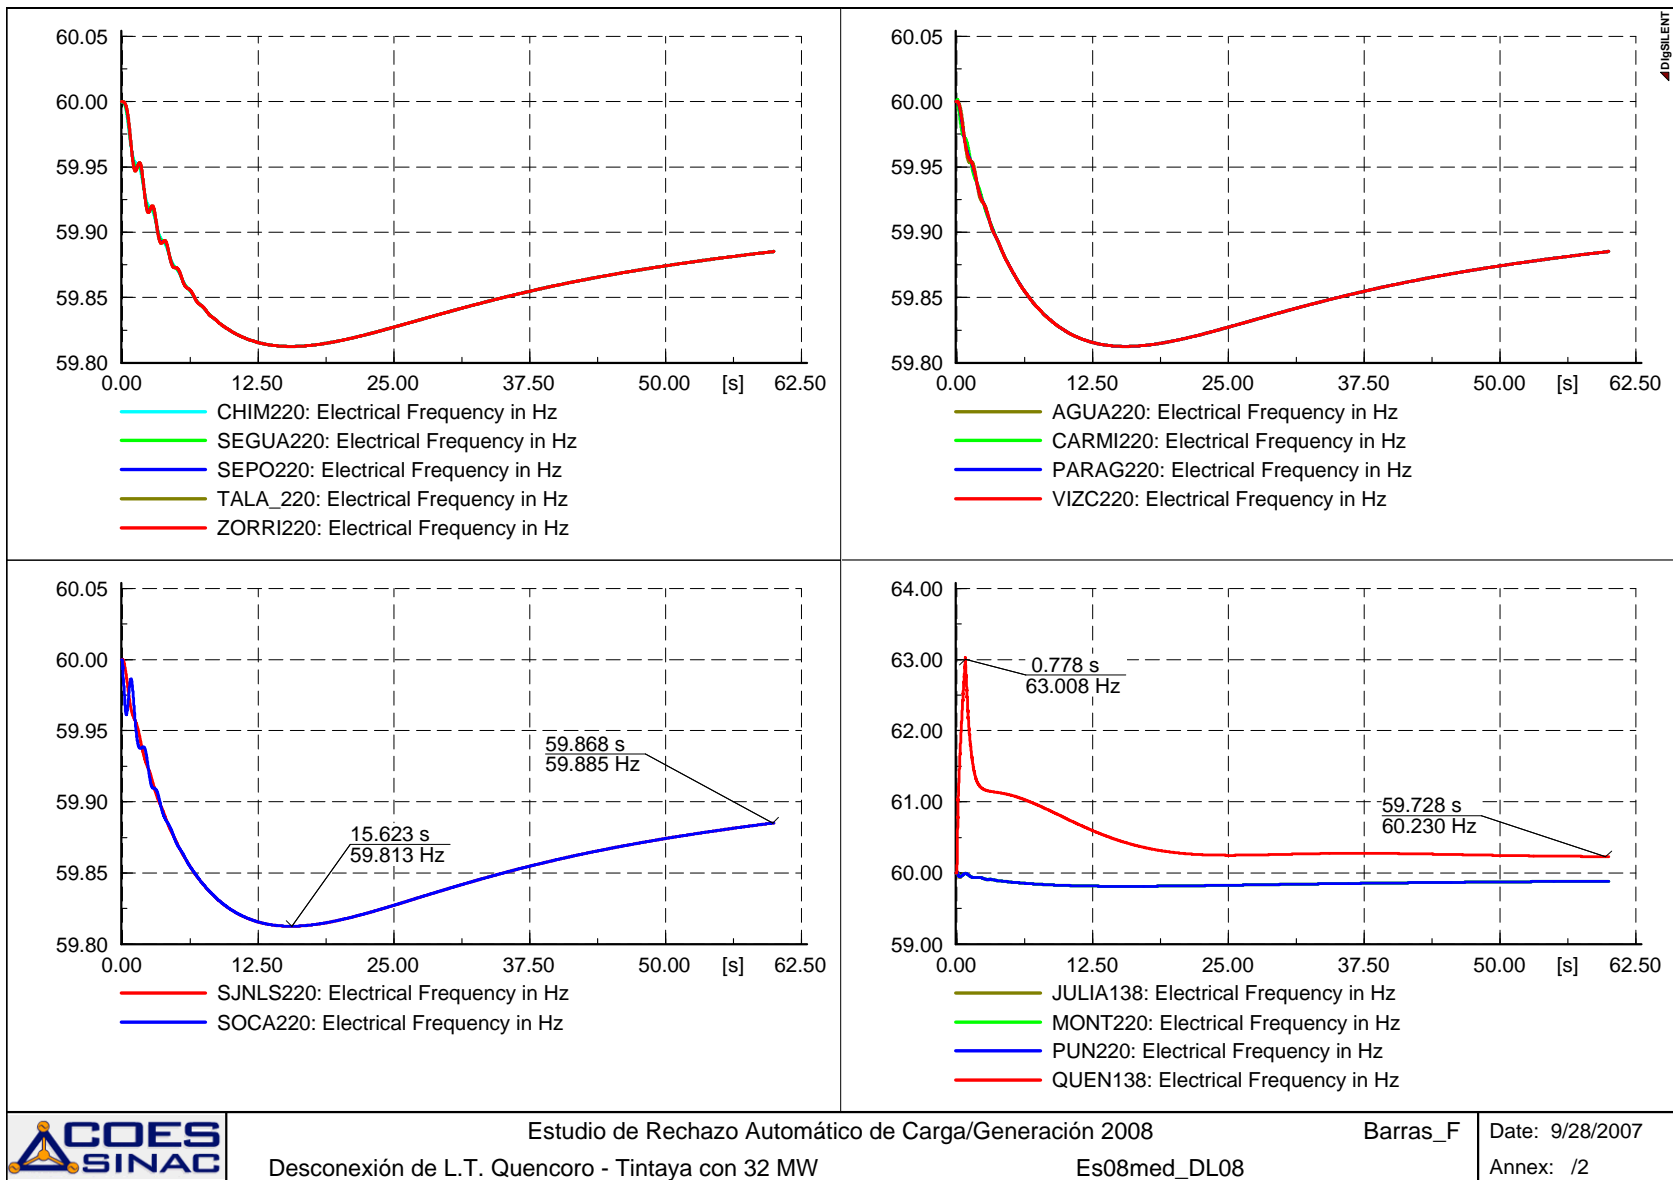 60.05
60.00
59.95
59.90
59.85
59.80
0.00 12.50 25.00 37.50 50.00 [s] 62.50
CHIM220: Electrical Frequency in Hz
SEGUA220: Electrical Frequency in Hz
SEPO220: Electrical Frequency in Hz
TALA_220: Electrical Frequency in Hz
ZORRI220: Electrical Frequency in Hz
60.05
60.00
59.95
59.90
59.85
59.80
0.00 12.50 25.00 37.50 50.00 [s] 62.50
AGUA220: Electrical Frequency in Hz
CARMI220: Electrical Frequency in Hz
PARAG220: Electrical Frequency in Hz
VIZC220: Electrical Frequency in Hz
DIgSILENT
60.05
60.00
59.95
59.90
59.85
59.80
0.00 12.50 25.00 37.50 50.00 [s] 62.50
59.868 s
59.885 Hz
15.623 s
59.813 Hz
SJNLS220: Electrical Frequency in Hz
SOCA220: Electrical Frequency in Hz
64.00
63.00
62.00
61.00
60.00
59.00
0.00 12.50 25.00 37.50 50.00 [s] 62.50
0.778 s
63.008 Hz
59.728 s
60.230 Hz
JULIA138: Electrical Frequency in Hz
MONT220: Electrical Frequency in Hz
PUN220: Electrical Frequency in Hz
QUEN138: Electrical Frequency in Hz
COES
SINAC
Estudio de Rechazo Automático de Carga/Generación 2008 Barras_F
Desconexión de L.T. Quencoro - Tintaya con 32 MW Es08med_DL08
Date: 9/28/2007
Annex: /2